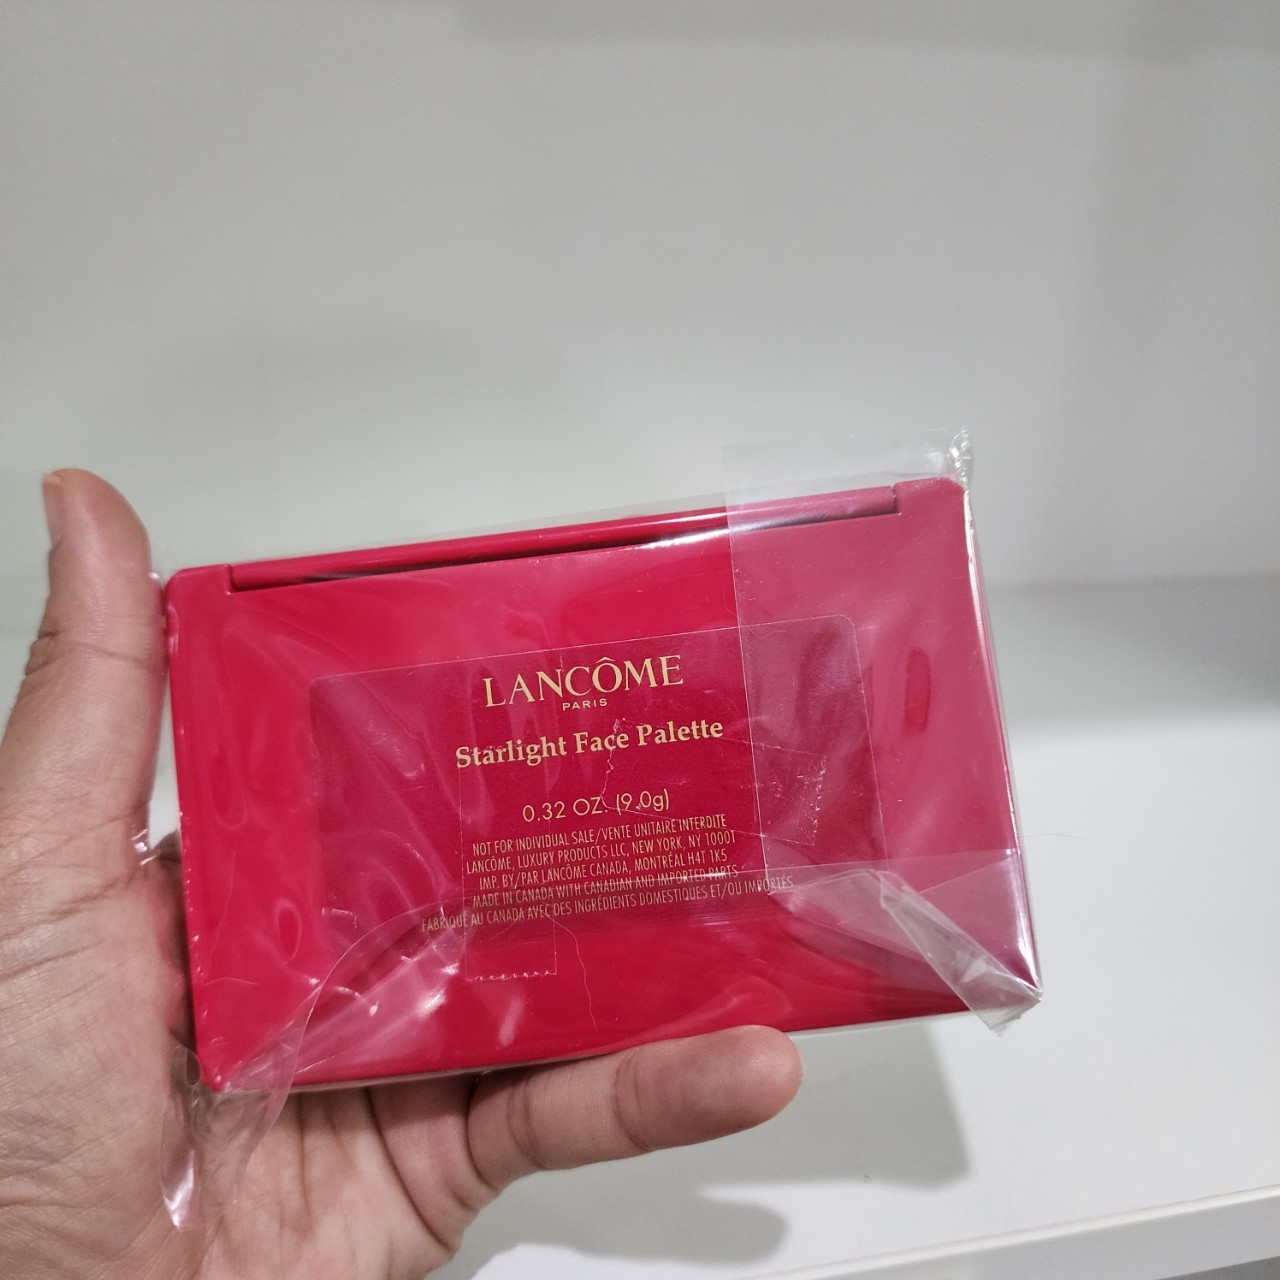 LANCÔME
PARIS
Starlight Face Palette
0.32 OZ. (9.0g)
NOT FOR INDIVIDUAL SALE/VENTE UNITAIRE INTERDITE
LANCÔME, LUXURY PRODUCTS LLC, NEW YORK, NY 10001
IMP. BY/PAR LANCÔME CANADA, MONTRÉAL H4T 1K5
MADE IN CANADA WITH CANADIAN AND IMPORTED PARTS
FABRIQUÉ AU CANADA AVEC DES INGRÉDIENTS DOMESTIQUES ET/OU IMPORTÉS